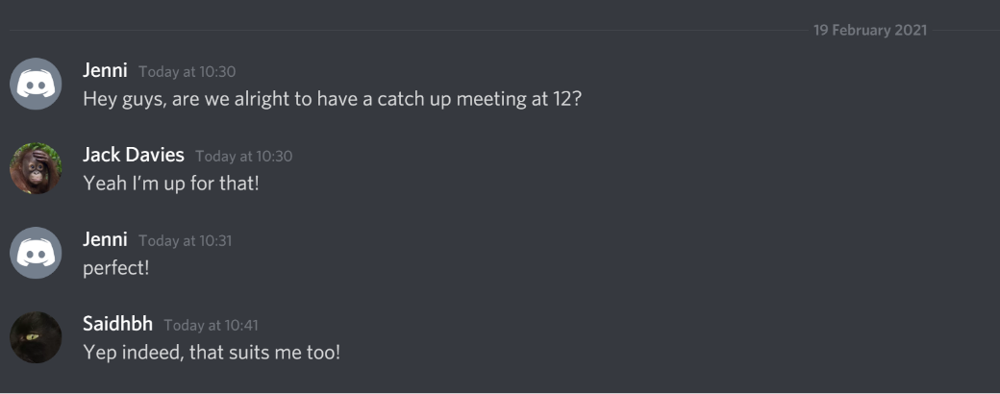 19 February 2021
Jenni Today at 10:30
Hey guys, are we alright to have a catch up meeting at 12?
Jack Davies Today at 10:30
Yeah I'm up for that!
Jenni Today at 10:31
perfect!
Saidhbh Today at 10:41
Yep indeed, that suits me too!